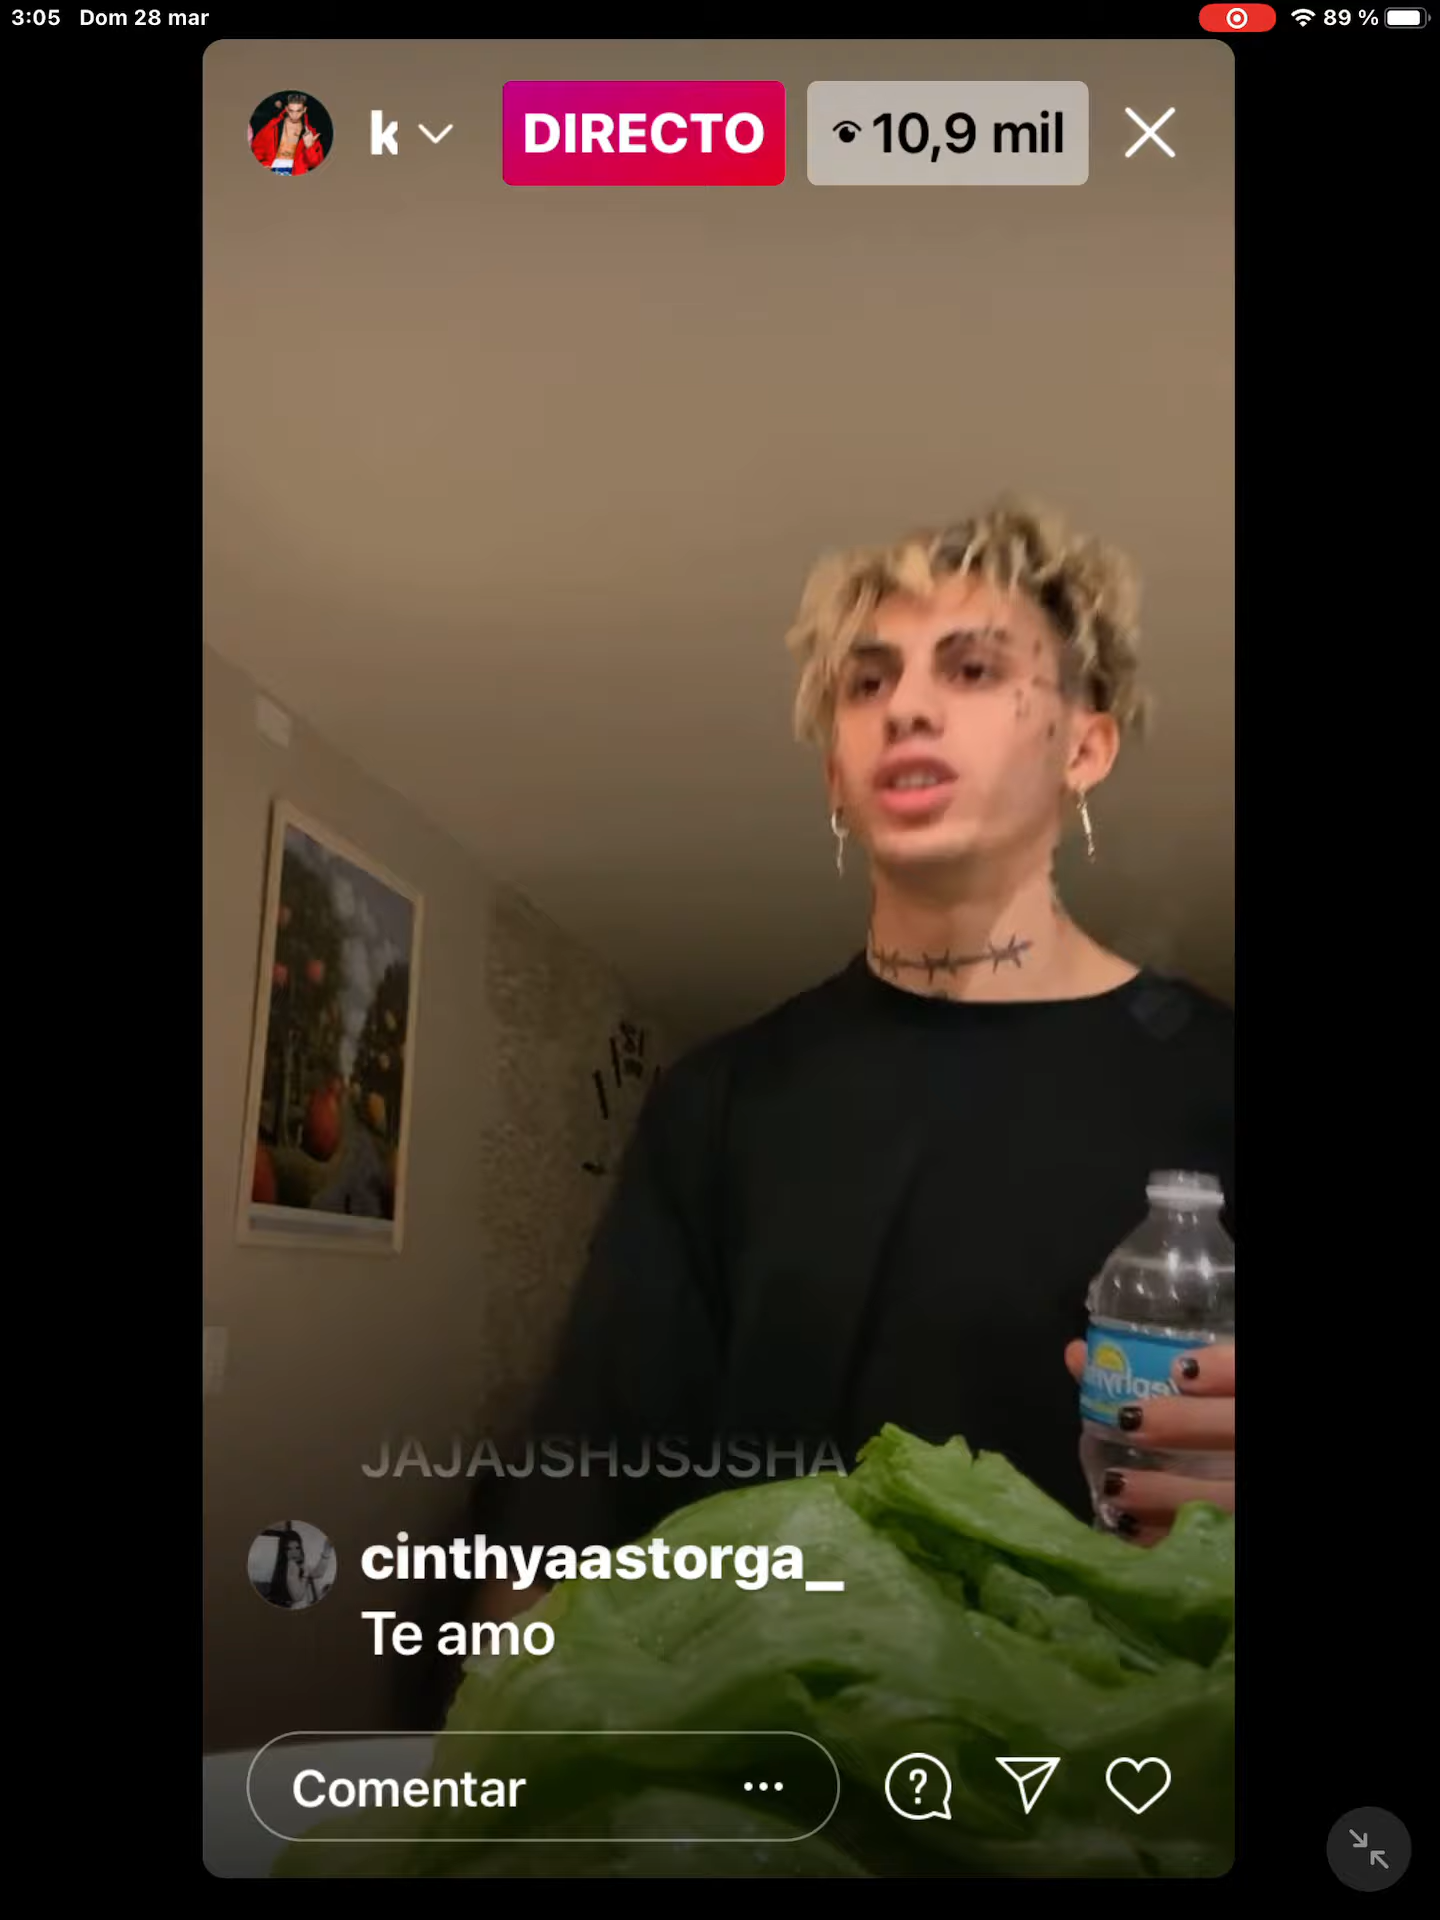 3:05 Dom 28 mar
89 %
k
DIRECTO
10,9 mil
JAJAJSHJSJSHA
cinthyaastorga_
Te amo
Comentar